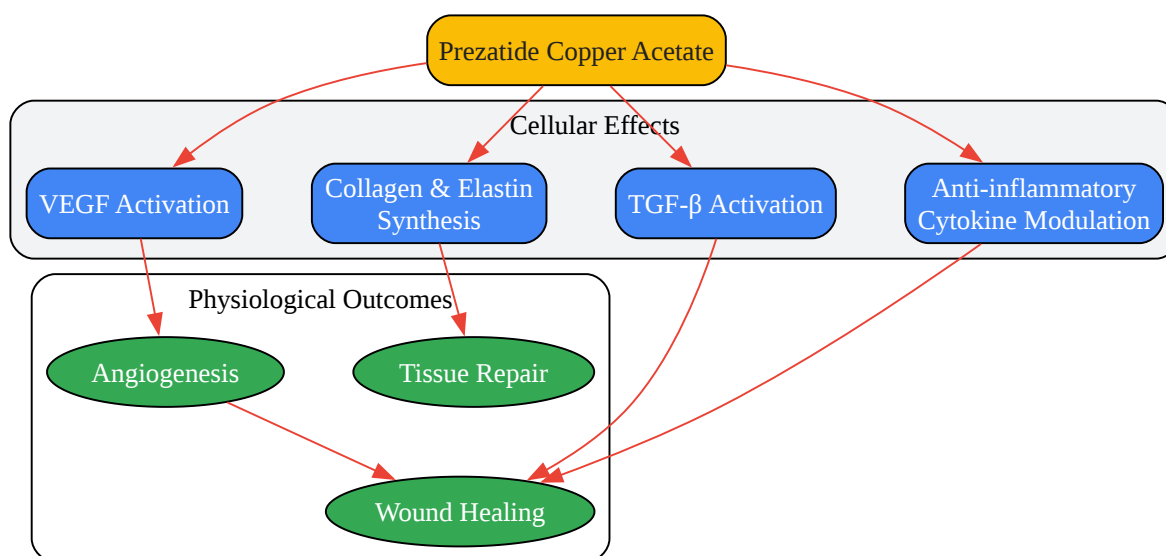 Prezatide Copper Acetate
Cellular Effects
VEGF Activation
Collagen & Elastin
Synthesis
TGF-β Activation
Anti-inflammatory
Cytokine Modulation
Physiological Outcomes
Angiogenesis
Tissue Repair
Wound Healing